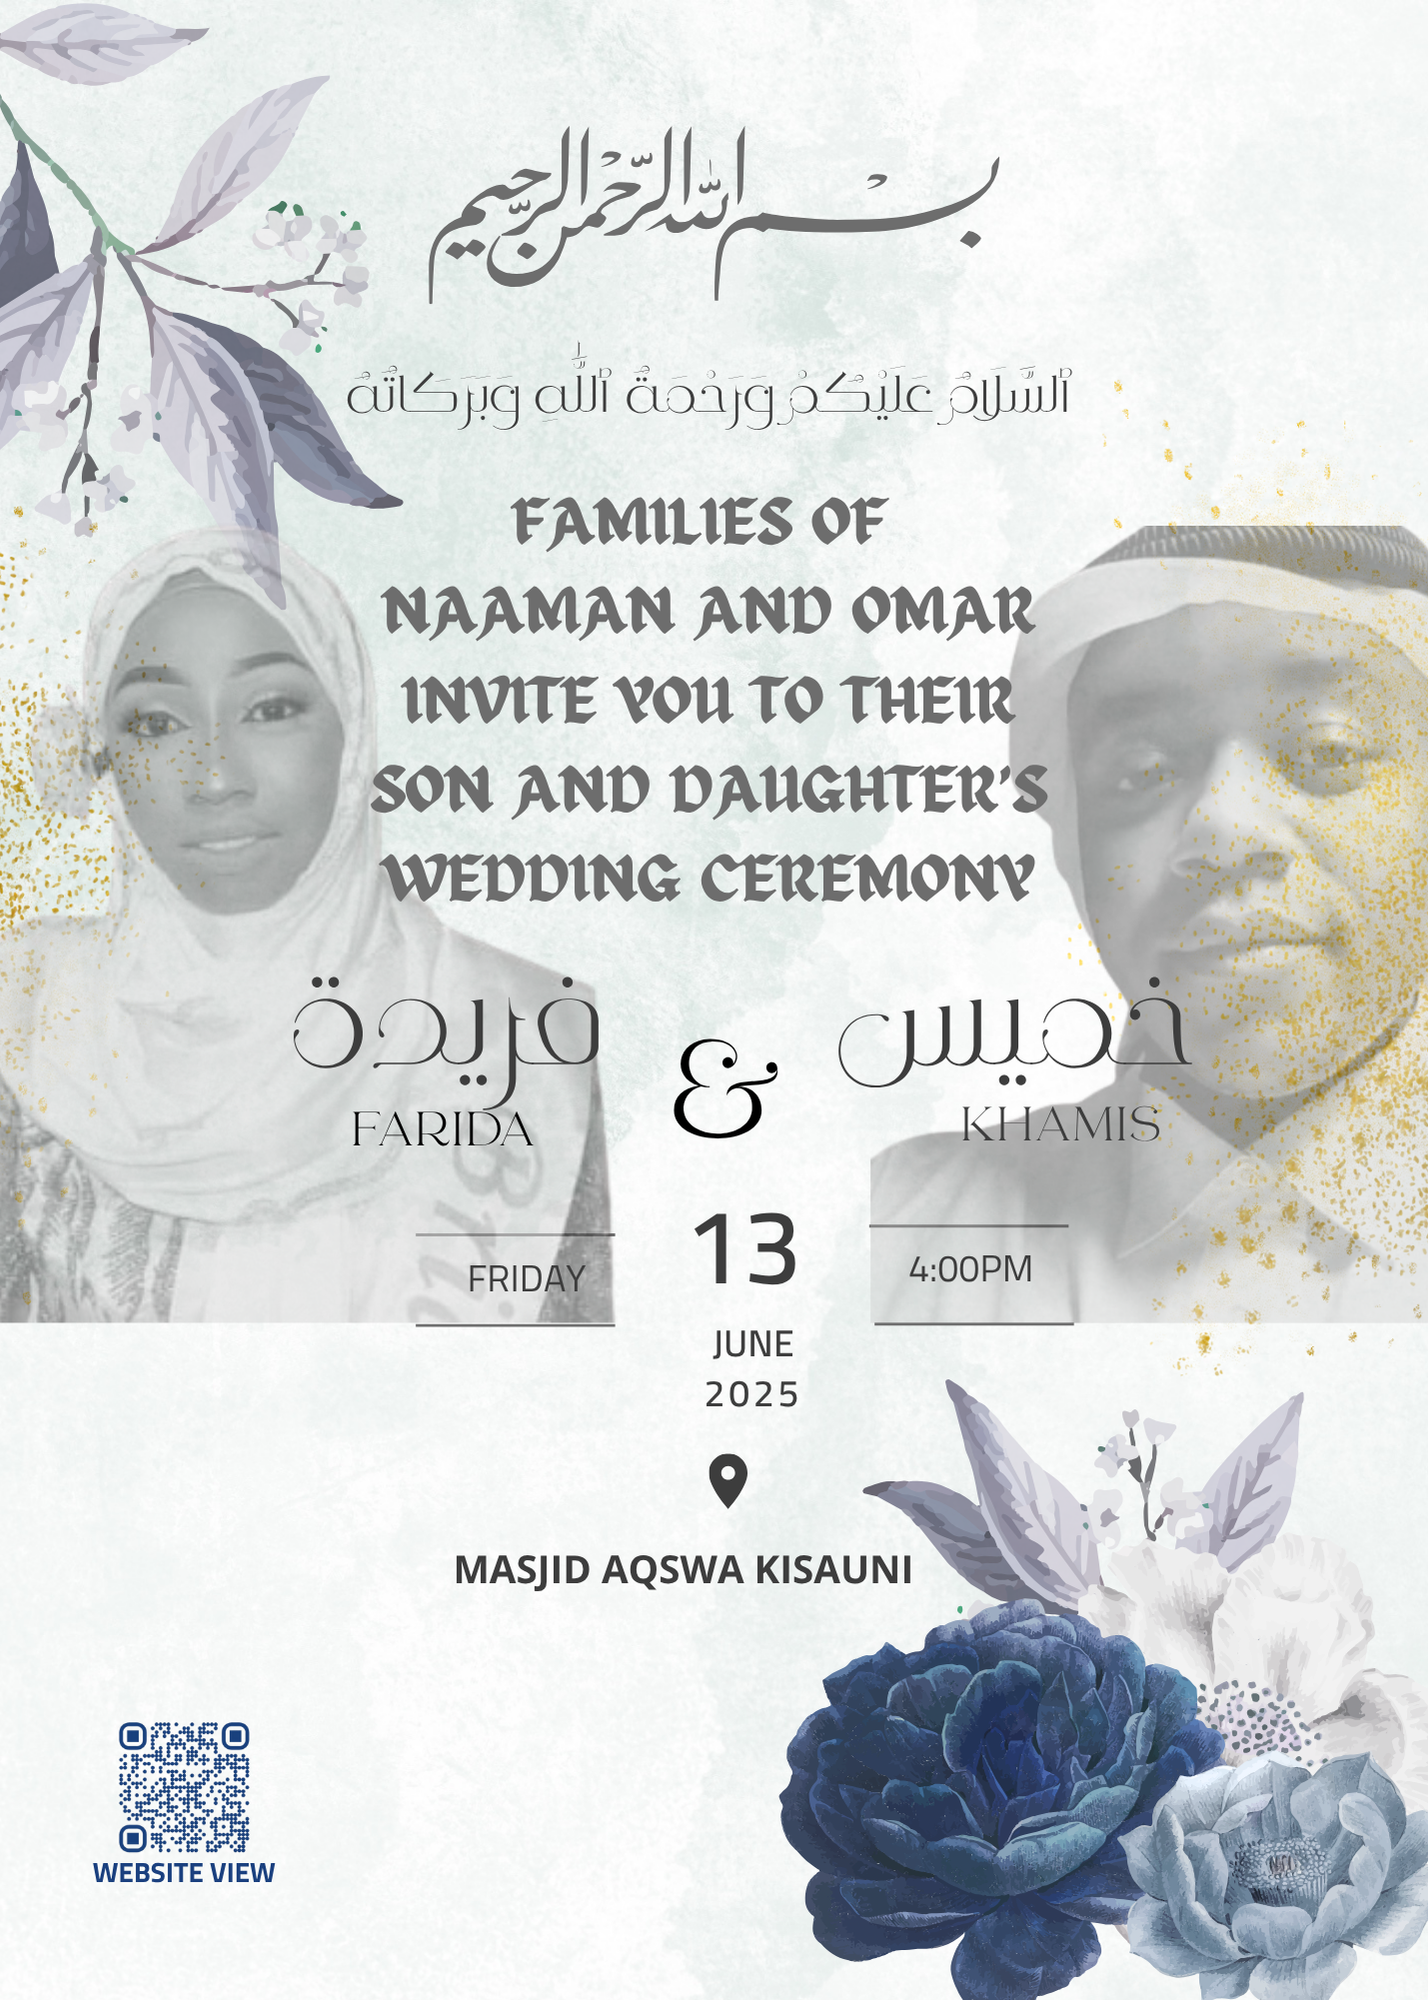 بسم الله الرحمن الرحيم
ٱلسَّلَامُ عَلَيْكُمْ وَرَحْمَةُ ٱللَّٰهِ وَبَرَكَاتُهُ
FAMILIES OF
NAAMAN AND OMAR
INVITE YOU TO THEIR
SON AND DAUGHTER'S
WEDDING CEREMONY
فريدة
FARIDA
&
خميس
KHAMIS
Bride
FRIDAY
13
JUNE
2025
4:00PM
MASJID AQSWA KISAUNI
WEBSITE VIEW